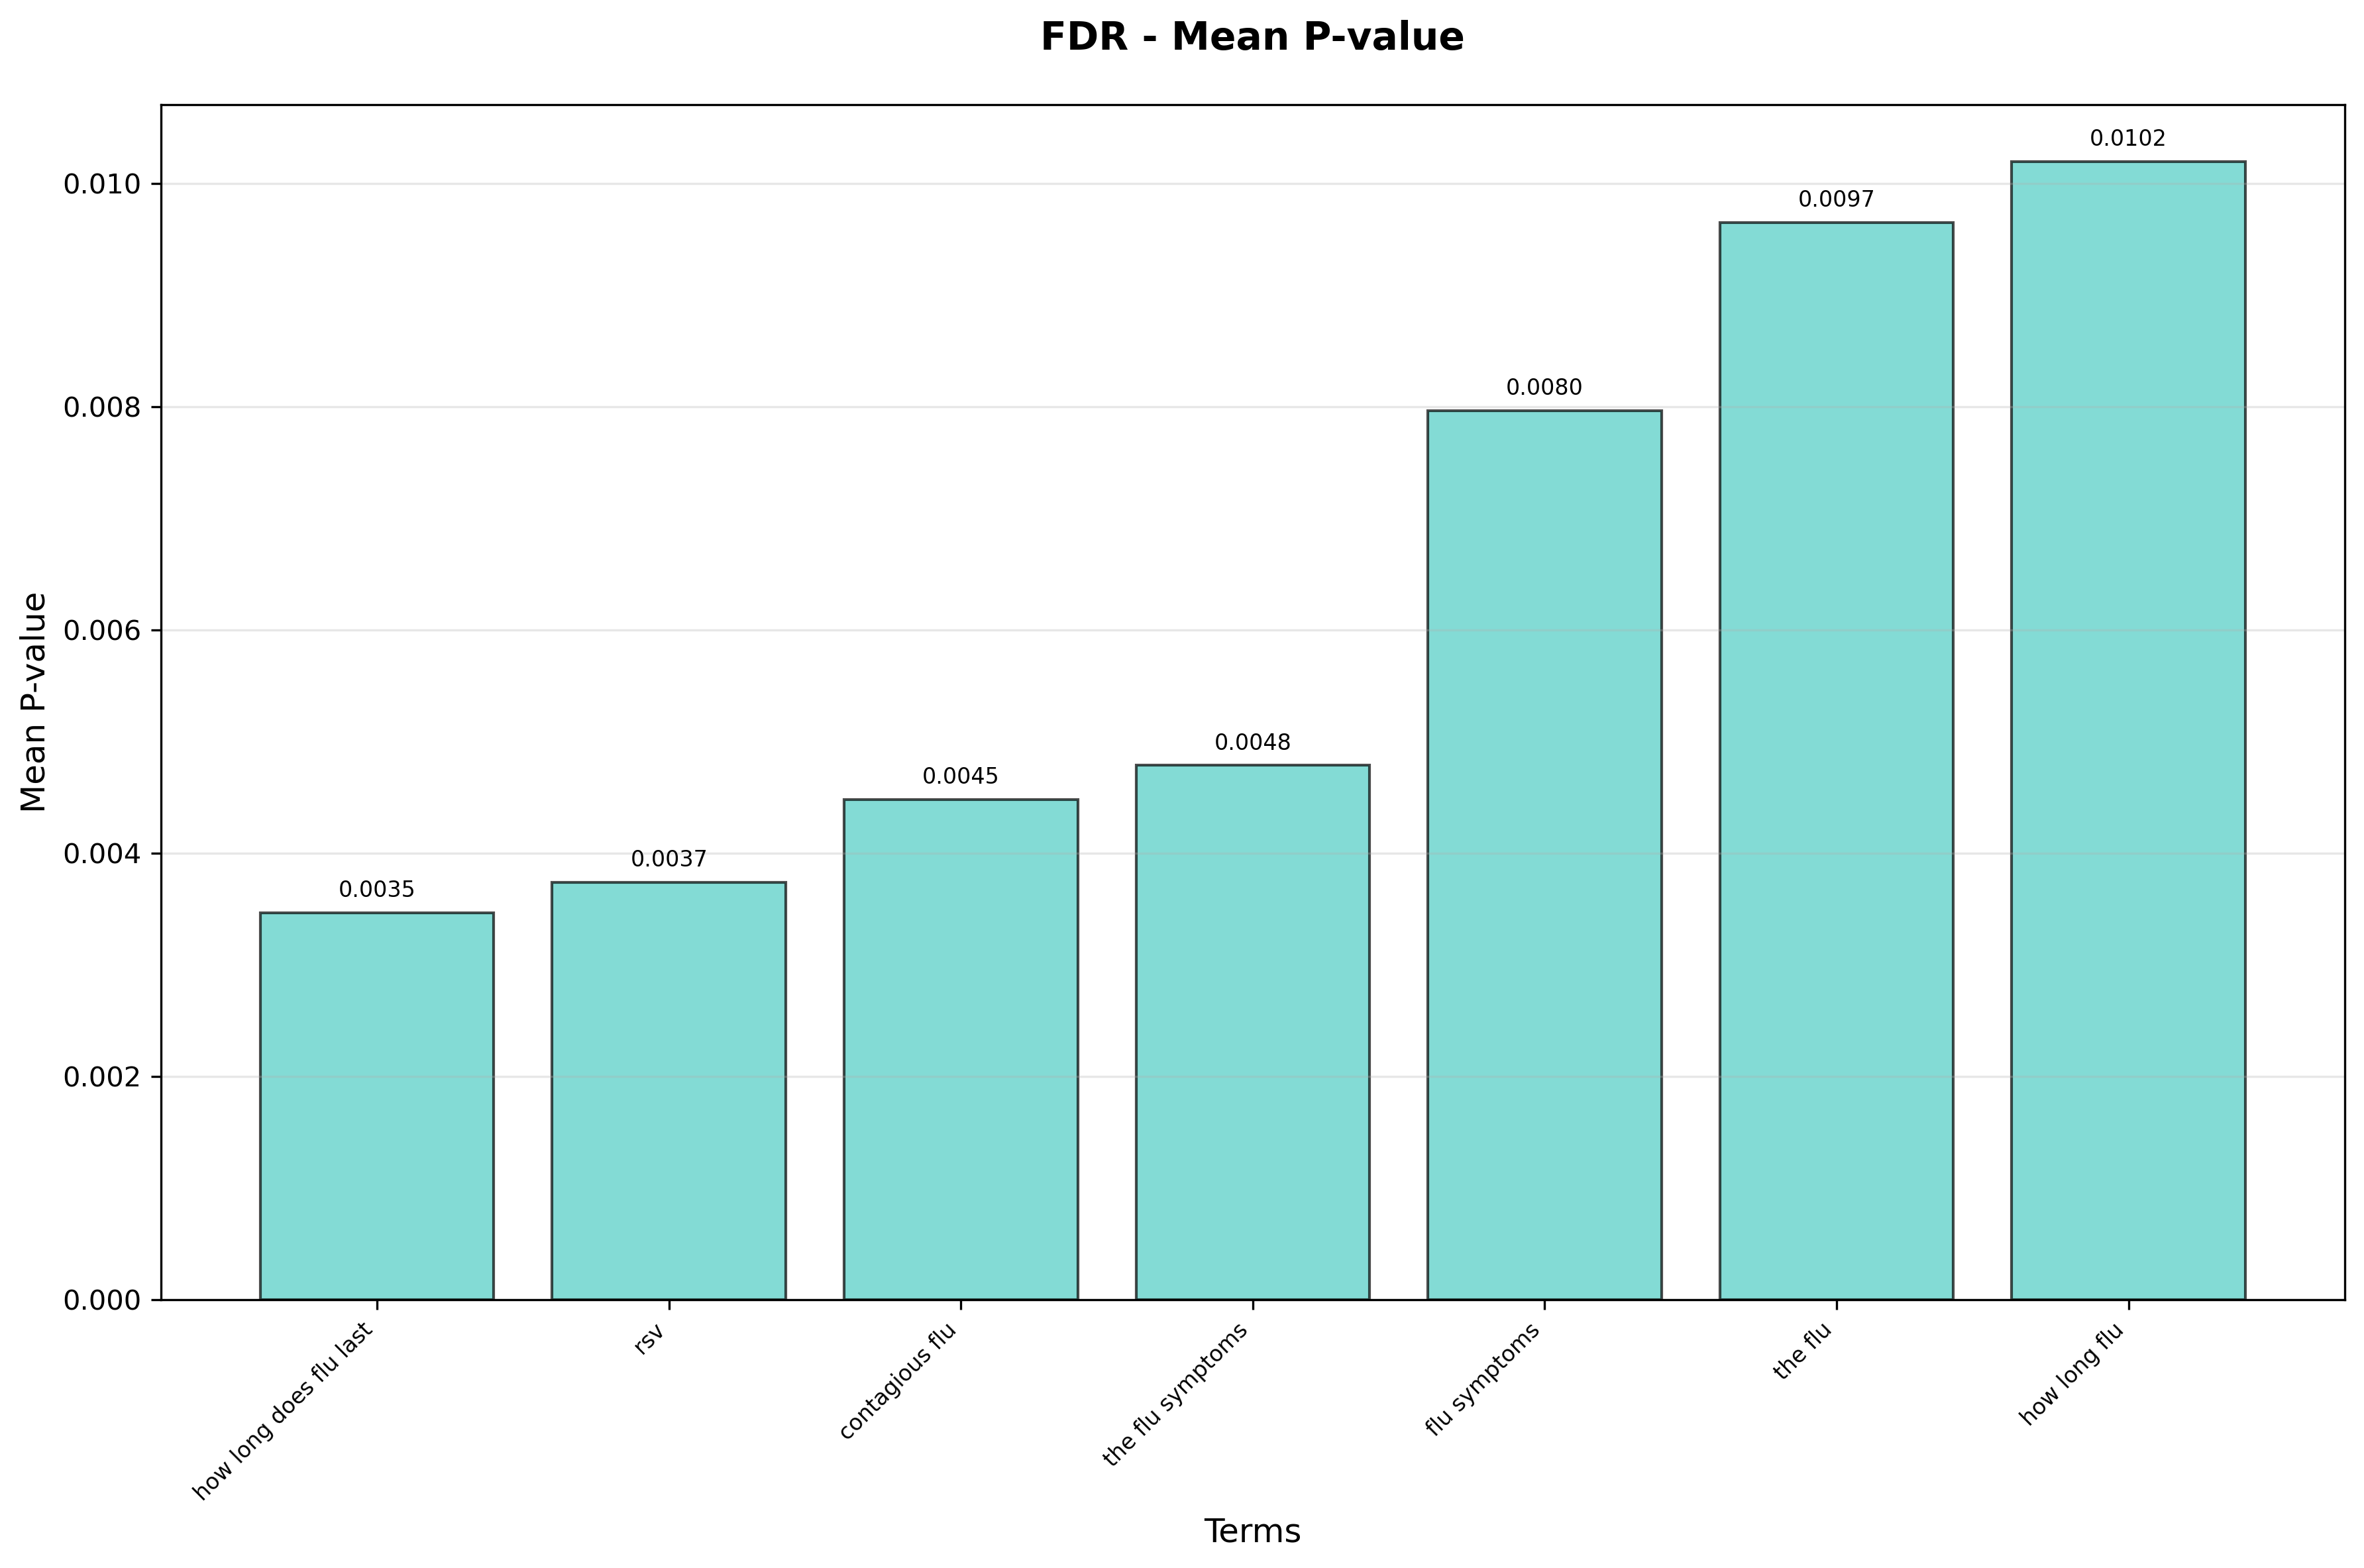 FDR - Mean P-value
Mean P-value
0.010
0.008
0.006
0.004
0.002
0.000
0.0035
0.0037
0.0045
0.0048
0.0080
0.0097
0.0102
how long does flu last
rsv
contagious flu
the flu symptoms
flu symptoms
the flu
how long flu
Terms